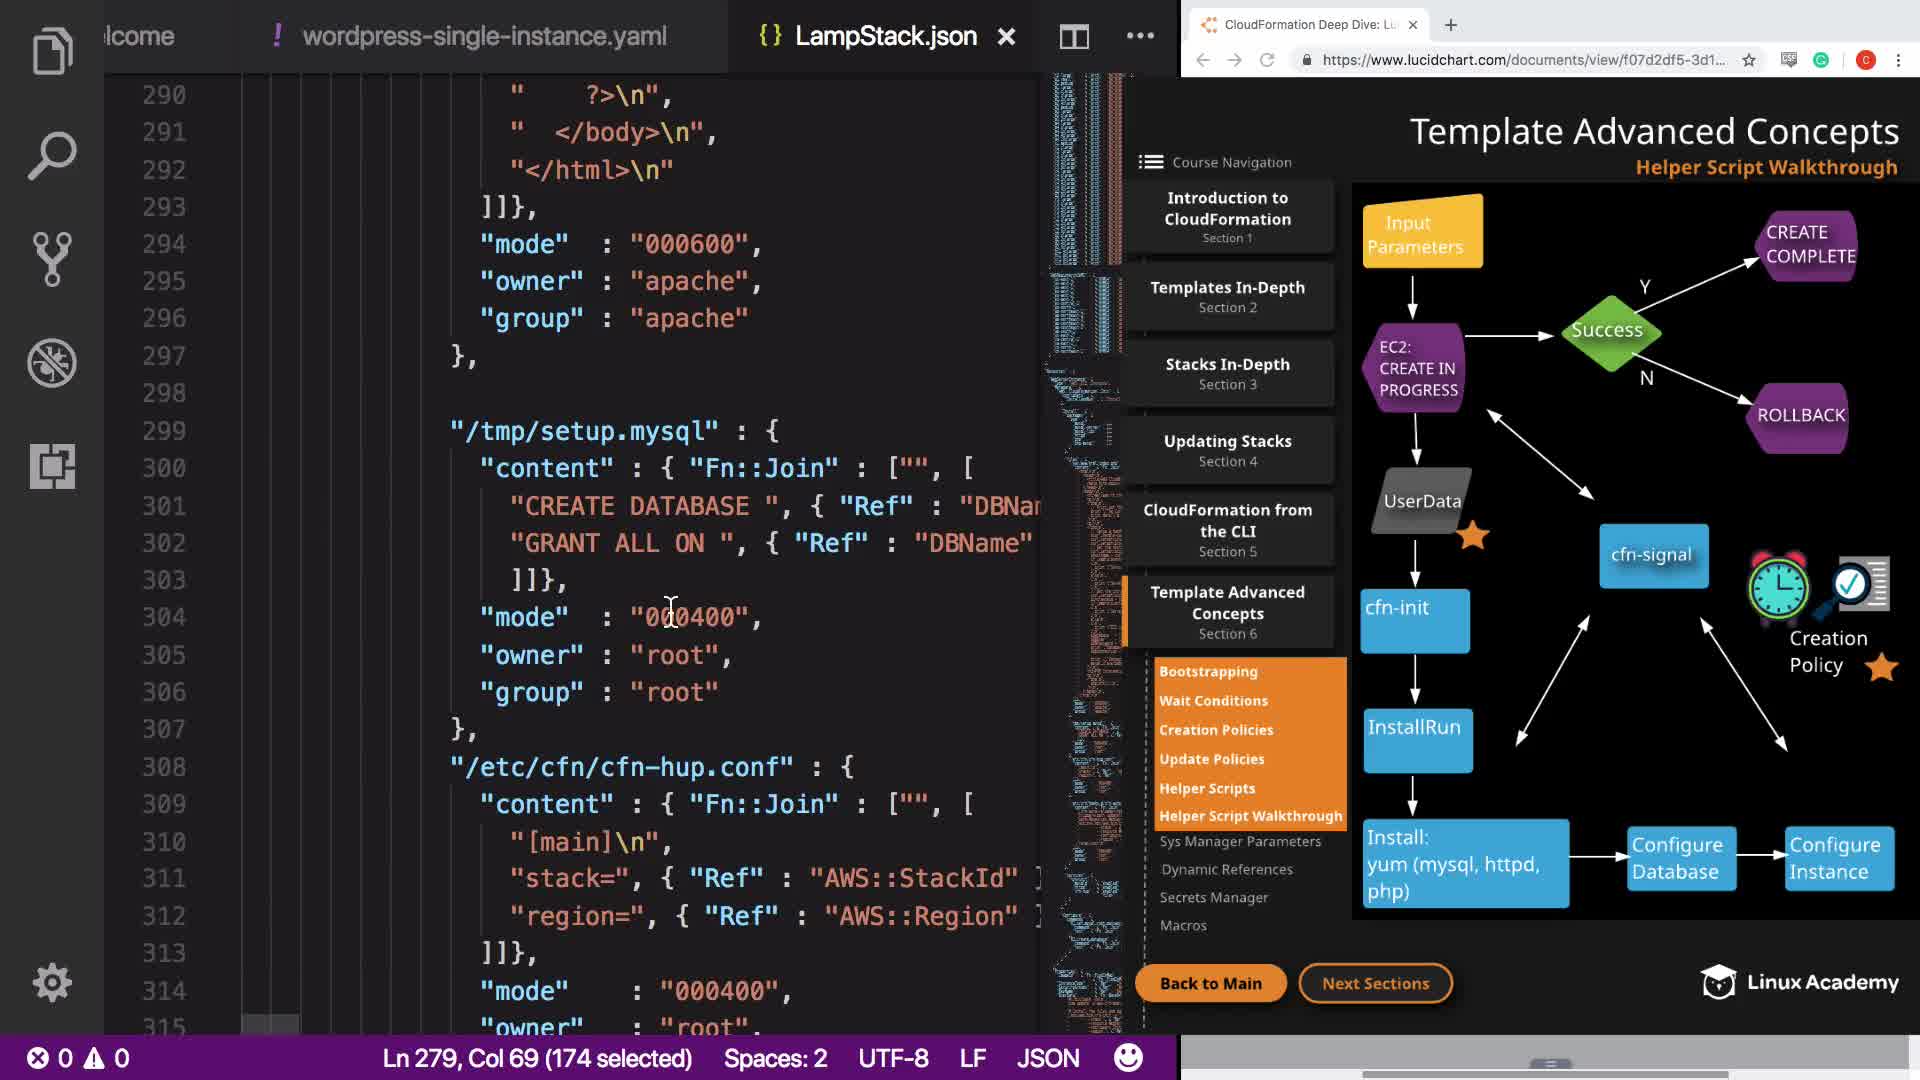 lcome
! wordpress-single-instance.yaml
{} LampStack.json
290 " ?>\n",
291 " </body>\n",
292 "</html>\n"
293 ]]},
294 "mode" : "000600",
295 "owner" : "apache",
296 "group" : "apache"
297 },
298
299 "/tmp/setup.mysql" : {
300 "content" : { "Fn::Join" : ["", [
301 "CREATE DATABASE ", { "Ref" : "DBNam
302 "GRANT ALL ON ", { "Ref" : "DBName"
303 ]]},
304 "mode" : "000400",
305 "owner" : "root",
306 "group" : "root"
307 },
308 "/etc/cfn/cfn-hup.conf" : {
309 "content" : { "Fn::Join" : ["", [
310 "[main]\n",
311 "stack=", { "Ref" : "AWS::StackId" }
312 "region=", { "Ref" : "AWS::Region" }
313 ]]},
314 "mode" : "000400",
315 "owner" : "root",
0 0
Ln 279, Col 69 (174 selected)
Spaces: 2
UTF-8
LF
JSON
CloudFormation Deep Dive: Lu
https://www.lucidchart.com/documents/view/f07d2df5-3d1...
C
Template Advanced Concepts
Helper Script Walkthrough
Course Navigation
Introduction to
CloudFormation
Section 1
Templates In-Depth
Section 2
Stacks In-Depth
Section 3
Updating Stacks
Section 4
CloudFormation from
the CLI
Section 5
Template Advanced
Concepts
Section 6
Bootstrapping
Wait Conditions
Creation Policies
Update Policies
Helper Scripts
Helper Script Walkthrough
Sys Manager Parameters
Dynamic References
Secrets Manager
Macros
Back to Main
Next Sections
Input
Parameters
EC2:
CREATE IN
PROGRESS
Success
Y
N
CREATE
COMPLETE
ROLLBACK
UserData
cfn-signal
Creation
Policy
cfn-init
InstallRun
Install:
yum (mysql, httpd,
php)
Configure
Database
Configure
Instance
Linux Academy